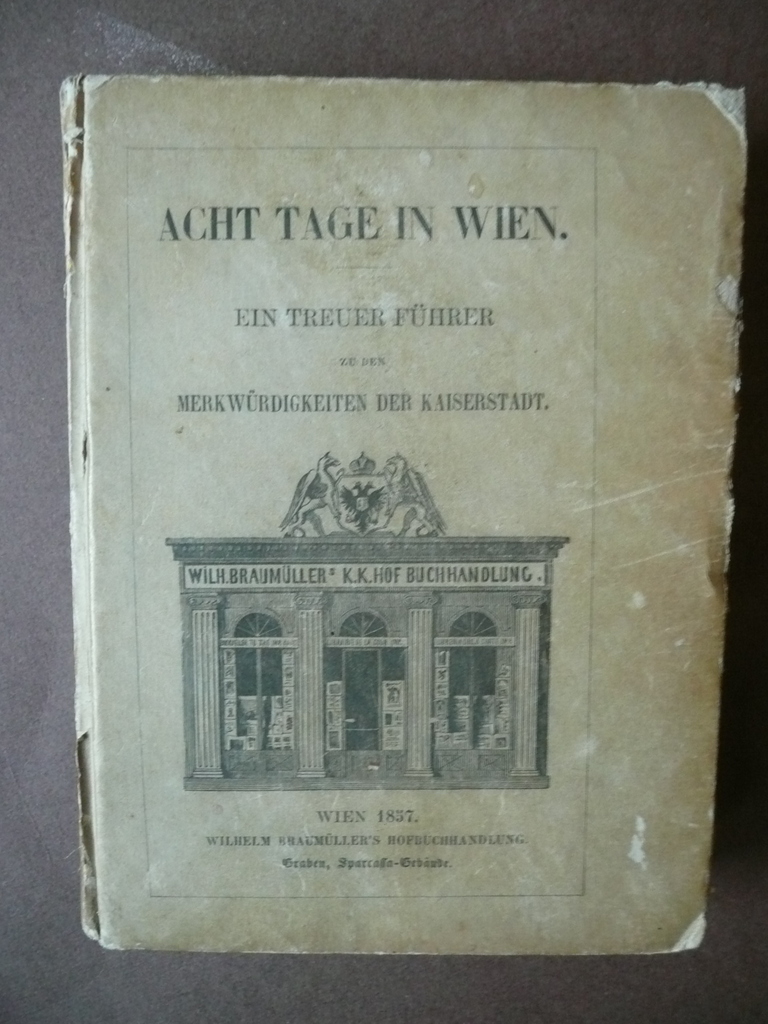 ACHT TAGE IN WIEN.
EIN TREUER FÜHRER
ZU DEN
MERKWÜRDIGKEITEN DER KAISERSTADT.
WILH. BRAUMÜLLERS K.K. HOF BUCHHANDLUNG.
WIEN 1857.
WILHELM BRAUMÜLLER'S HOFBUCHHANDLUNG.
Graben, Sparcassa-Gebäude.